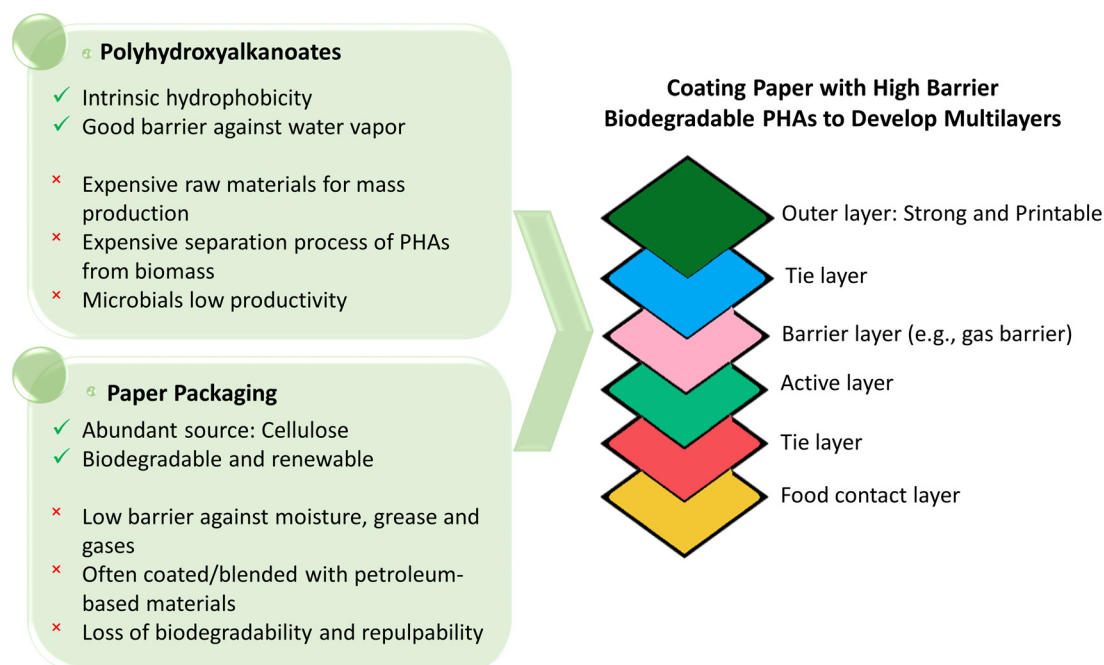 Polyhydroxyalkanoates
✓ Intrinsic hydrophobicity
✓ Good barrier against water vapor
× Expensive raw materials for mass
production
× Expensive separation process of PHAs
from biomass
× Microbials low productivity
Paper Packaging
✓ Abundant source: Cellulose
✓ Biodegradable and renewable
× Low barrier against moisture, grease and
gases
× Often coated/blended with petroleum-
based materials
× Loss of biodegradability and repulpability
Coating Paper with High Barrier
Biodegradable PHAs to Develop Multilayers
Outer layer: Strong and Printable
Tie layer
Barrier layer (e.g., gas barrier)
Active layer
Tie layer
Food contact layer